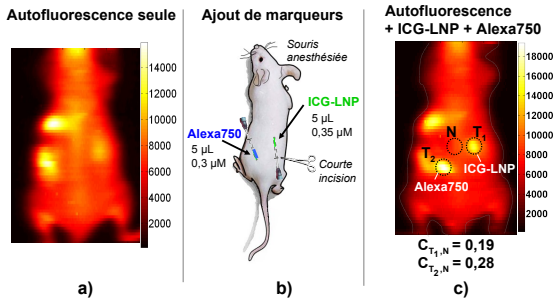 Autofluorescence seule
14000
12000
10000
8000
6000
4000
2000
a)
Ajout de marqueurs
Souris
anesthésiée
ICG-LNP
5 µL
0,35 µM
Alexa750
5 µL
0,3 µM
Courte
incision
b)
Autofluorescence
+ ICG-LNP + Alexa750
18000
16000
14000
12000
10000
8000
6000
4000
2000
N
T1
T2
ICG-LNP
Alexa750
CT1,N = 0,19
CT2,N = 0,28
c)